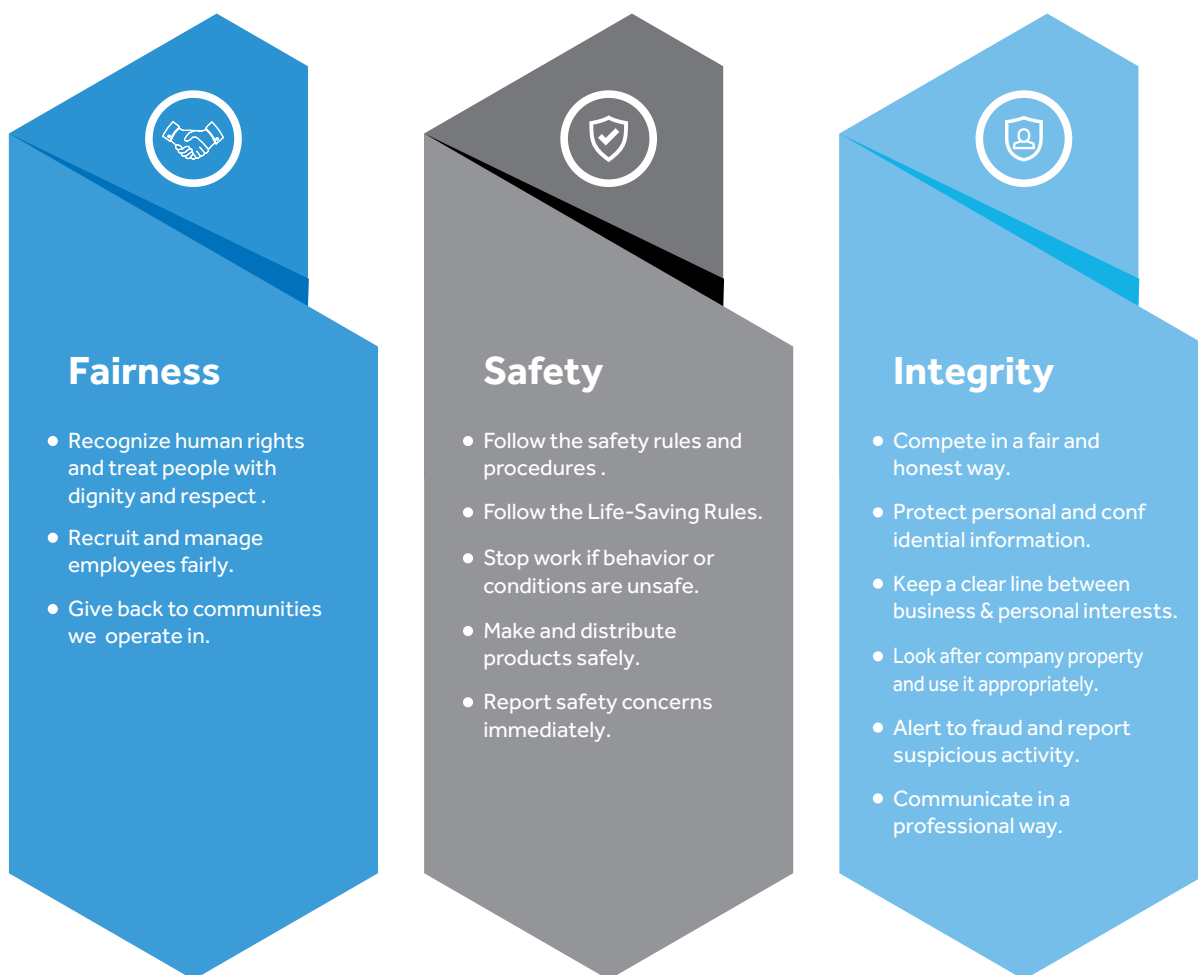 Fairness
• Recognize human rights
and treat people with
dignity and respect .
• Recruit and manage
employees fairly.
• Give back to communities
we  operate in.
Safety
• Follow the safety rules and
procedures .
• Follow the Life-Saving Rules.
• Stop work if behavior or
conditions are unsafe.
• Make and distribute
products safely.
• Report safety concerns
immediately.
Integrity
• Compete in a fair and
honest way.
• Protect personal and conf
idential information.
• Keep a clear line between
business & personal interests.
• Look after company property
and use it appropriately.
• Alert to fraud and report
suspicious activity.
• Communicate in a
professional way.